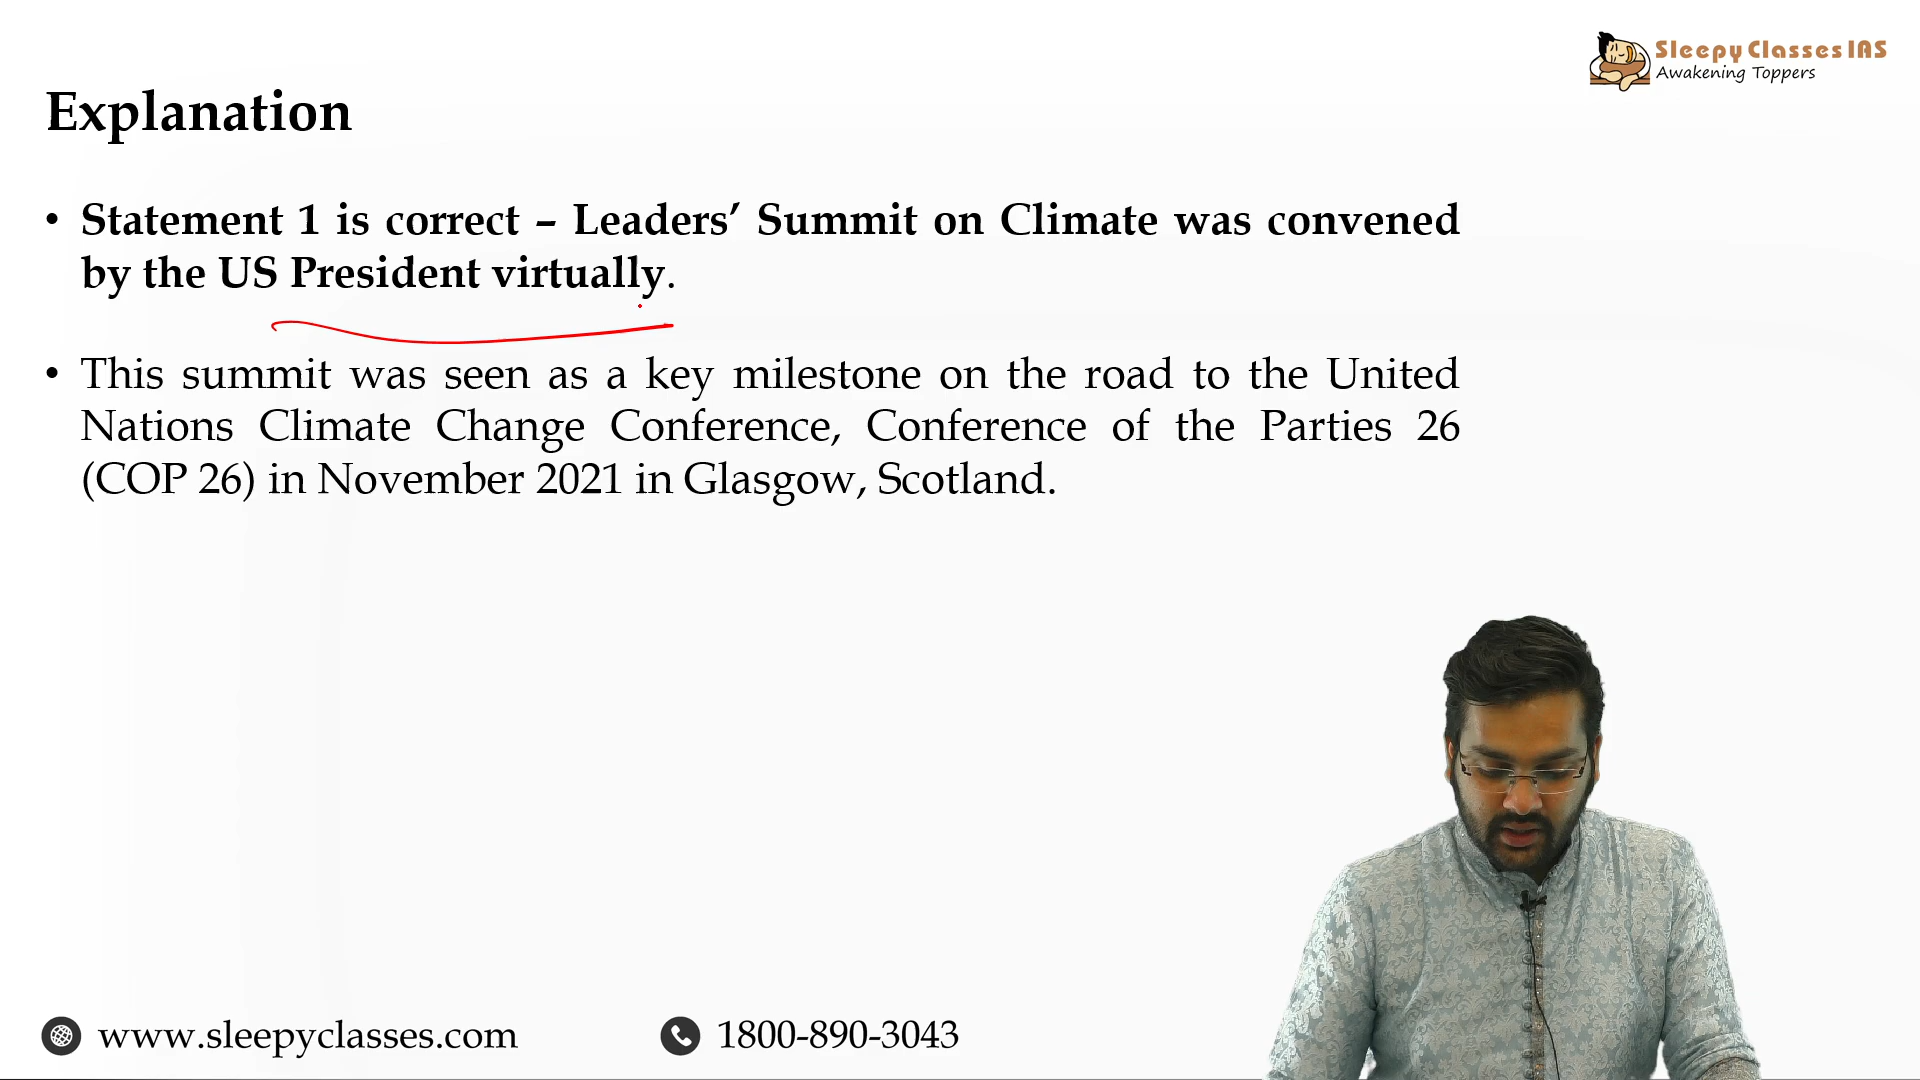 Sleepy Classes IAS
Awakening Toppers
Explanation
• Statement 1 is correct – Leaders’ Summit on Climate was convened
by the US President virtually.
• This summit was seen as a key milestone on the road to the United
Nations Climate Change Conference, Conference of the Parties 26
(COP 26) in November 2021 in Glasgow, Scotland.
www.sleepyclasses.com
1800-890-3043